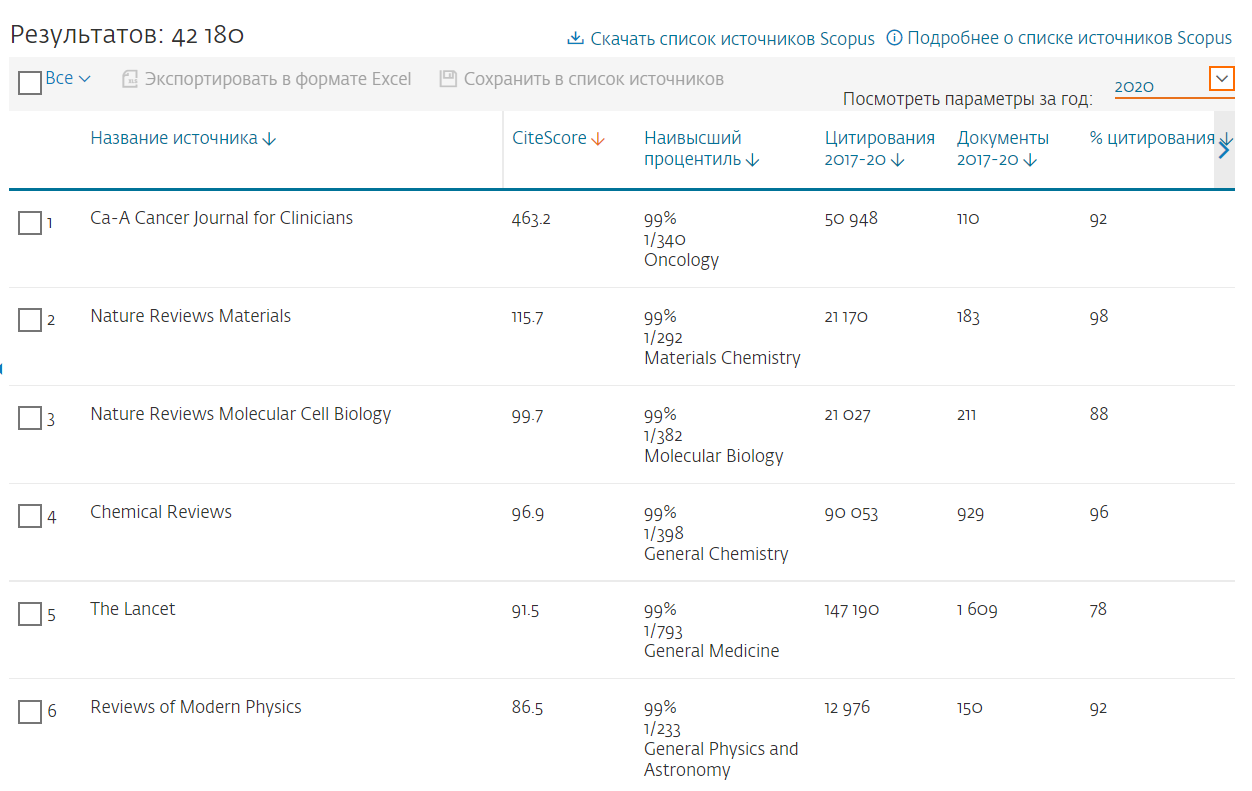 Результатов: 42 180
Скачать список источников Scopus Подробнее о списке источников Scopus
Все Экспортировать в формате Excel Сохранить в список источников
Посмотреть параметры за год: 2020
Название источника CiteScore Наивысший Цитирования Документы % цитирования
процентиль 2017-20 2017-20
1 Ca-A Cancer Journal for Clinicians 463.2 99% 50 948 110 92
1/340
Oncology
2 Nature Reviews Materials 115.7 99% 21 170 183 98
1/292
Materials Chemistry
3 Nature Reviews Molecular Cell Biology 99.7 99% 21 027 211 88
1/382
Molecular Biology
4 Chemical Reviews 96.9 99% 90 053 929 96
1/398
General Chemistry
5 The Lancet 91.5 99% 147 190 1 609 78
1/793
General Medicine
6 Reviews of Modern Physics 86.5 99% 12 976 150 92
1/233
General Physics and
Astronomy